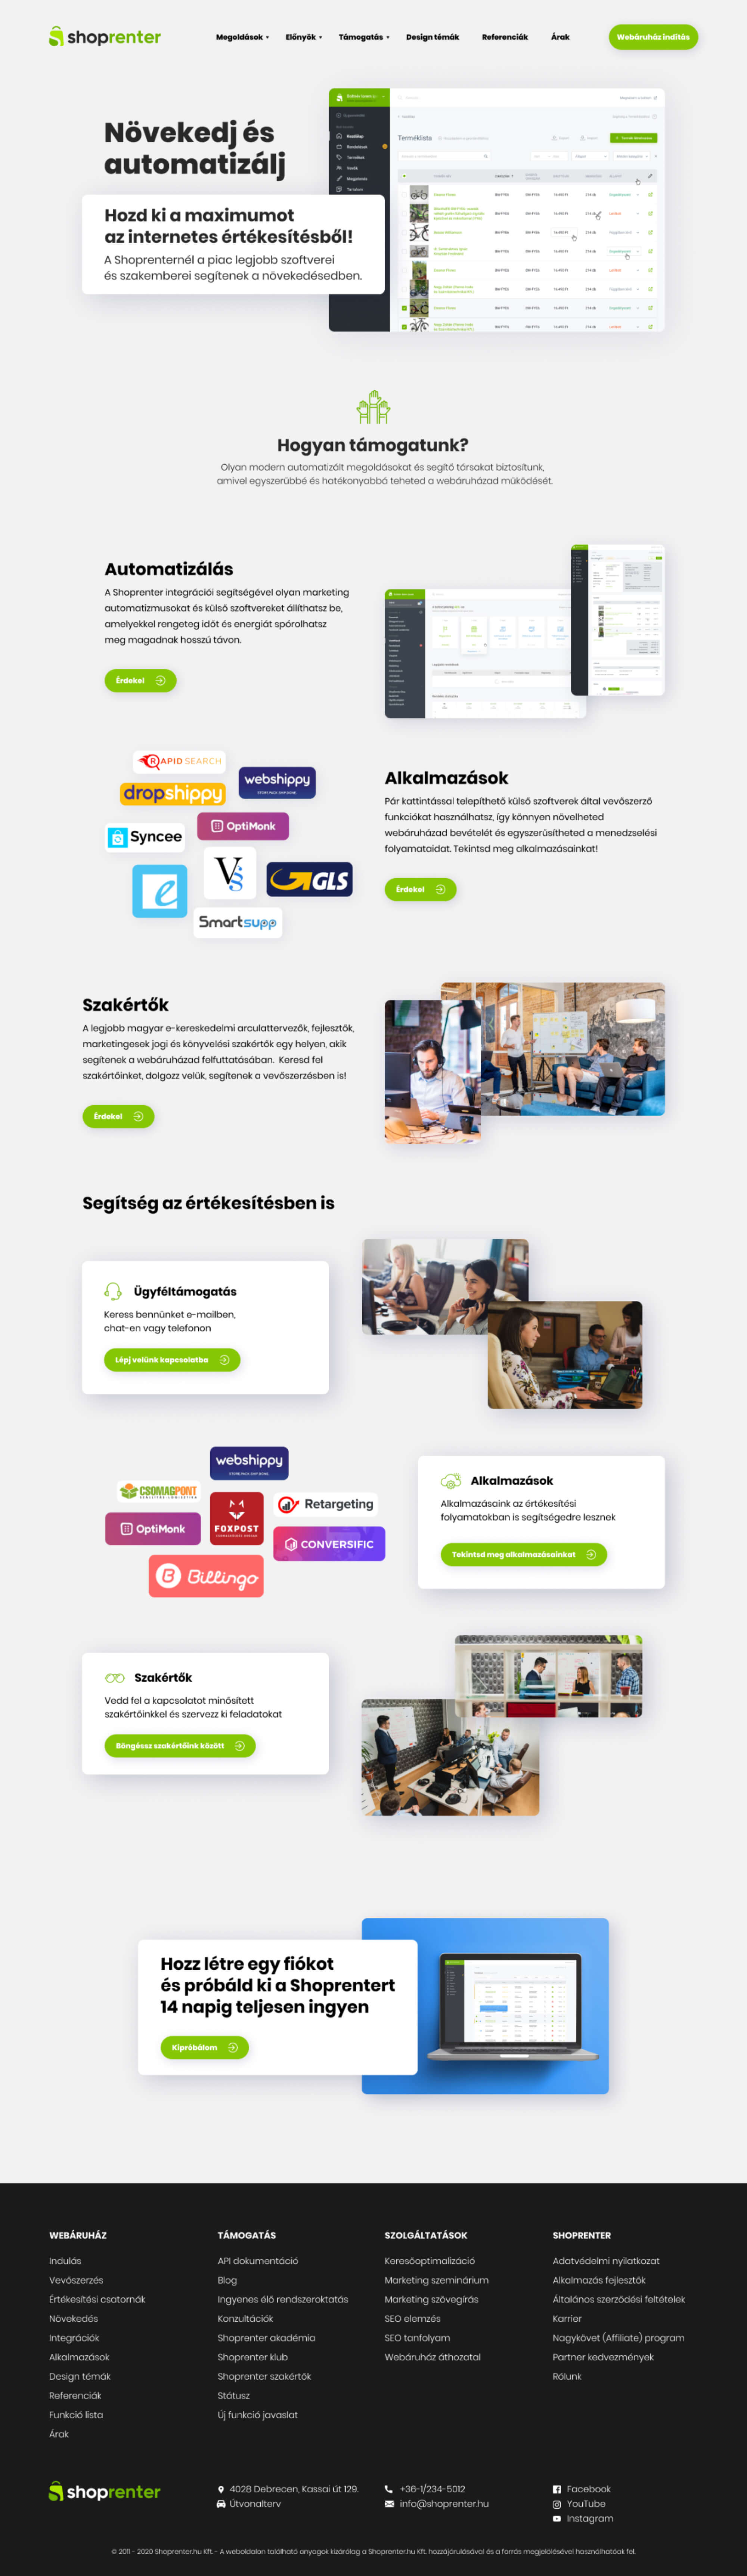 shoprenter
Megoldások
Előnyök
Támogatás
Design témák
Referenciák
Árak
Webáruház indítás
Növekedj és
automatizálj
Hozd ki a maximumot
az internetes értékesítésből!
A Shoprenternél a piac legjobb szoftverei
és szakemberei segítenek a növekedésedben.
Terméklista
Hogyan támogatunk?
Olyan modern automatizált megoldásokat és segítő társakat biztosítunk,
amivel egyszerűbbé és hatékonyabbá teheted a webáruházad működését.
Automatizálás
A Shoprenter integrációi segítségével olyan marketing
automatizmusokat és külső szoftvereket állíthatsz be,
amelyekkel rengeteg időt és energiát spórolhatsz
meg magadnak hosszú távon.
Érdekel
RAPID SEARCH
webshippy
dropshippy
OptiMonk
Syncee
VS
GLS
e
Smartsupp
Alkalmazások
Pár kattintással telepíthető külső szoftverek által vevőszerző
funkciókat használhatsz, így könnyen növelheted
webáruházad bevételét és egyszerűsítheted a menedzselési
folyamataidat. Tekintsd meg alkalmazásainkat!
Érdekel
Szakértők
A legjobb magyar e-kereskedelmi arculattervezők, fejlesztők,
marketingesek jogi és könyvelési szakértők egy helyen, akik
segítenek a webáruházad felfuttatásában. Keresd fel
szakértőinket, dolgozz velük, segítenek a vevőszerzésben is!
Érdekel
Segítség az értékesítésben is
Ügyféltámogatás
Keress bennünket e-mailben,
chat-en vagy telefonon
Lépj velünk kapcsolatba
webshippy
CSOMAGPONT
Retargeting
OptiMonk
FOXPOST
CONVERSIFIC
Billingo
Alkalmazások
Alkalmazásaink az értékesítési
folyamatokban is segítségedre lesznek
Tekintsd meg alkalmazásainkat
Szakértők
Vedd fel a kapcsolatot minősített
szakértőinkkel és szervezz ki feladatokat
Böngéssz szakértőink között
Hozz létre egy fiókot
és próbáld ki a Shoprentert
14 napig teljesen ingyen
Kipróbálom
WEBÁRUHÁZ
Indulás
Vevőszerzés
Értékesítési csatornák
Növekedés
Integrációk
Alkalmazások
Design témák
Referenciák
Funkció lista
Árak
TÁMOGATÁS
API dokumentáció
Blog
Ingyenes élő rendszeroktatás
Konzultációk
Shoprenter akadémia
Shoprenter klub
Shoprenter szakértők
Státusz
Új funkció javaslat
SZOLGÁLTATÁSOK
Keresőoptimalizáció
Marketing szeminárium
Marketing szövegírás
SEO elemzés
SEO tanfolyam
Webáruház áthozatal
SHOPRENTER
Adatvédelmi nyilatkozat
Alkalmazás fejlesztők
Általános szerződési feltételek
Karrier
Nagykövet (Affiliate) program
Partner kedvezmények
Rólunk
shoprenter
4028 Debrecen, Kassai út 129.
Útvonalterv
+36-1/234-5012
info@shoprenter.hu
Facebook
YouTube
Instagram
© 2011 - 2020 Shoprenter.hu Kft. - A weboldalon található anyagok kizárólag a Shoprenter.hu Kft. hozzájárulásával és a forrás megjelölésével használhatóak fel.